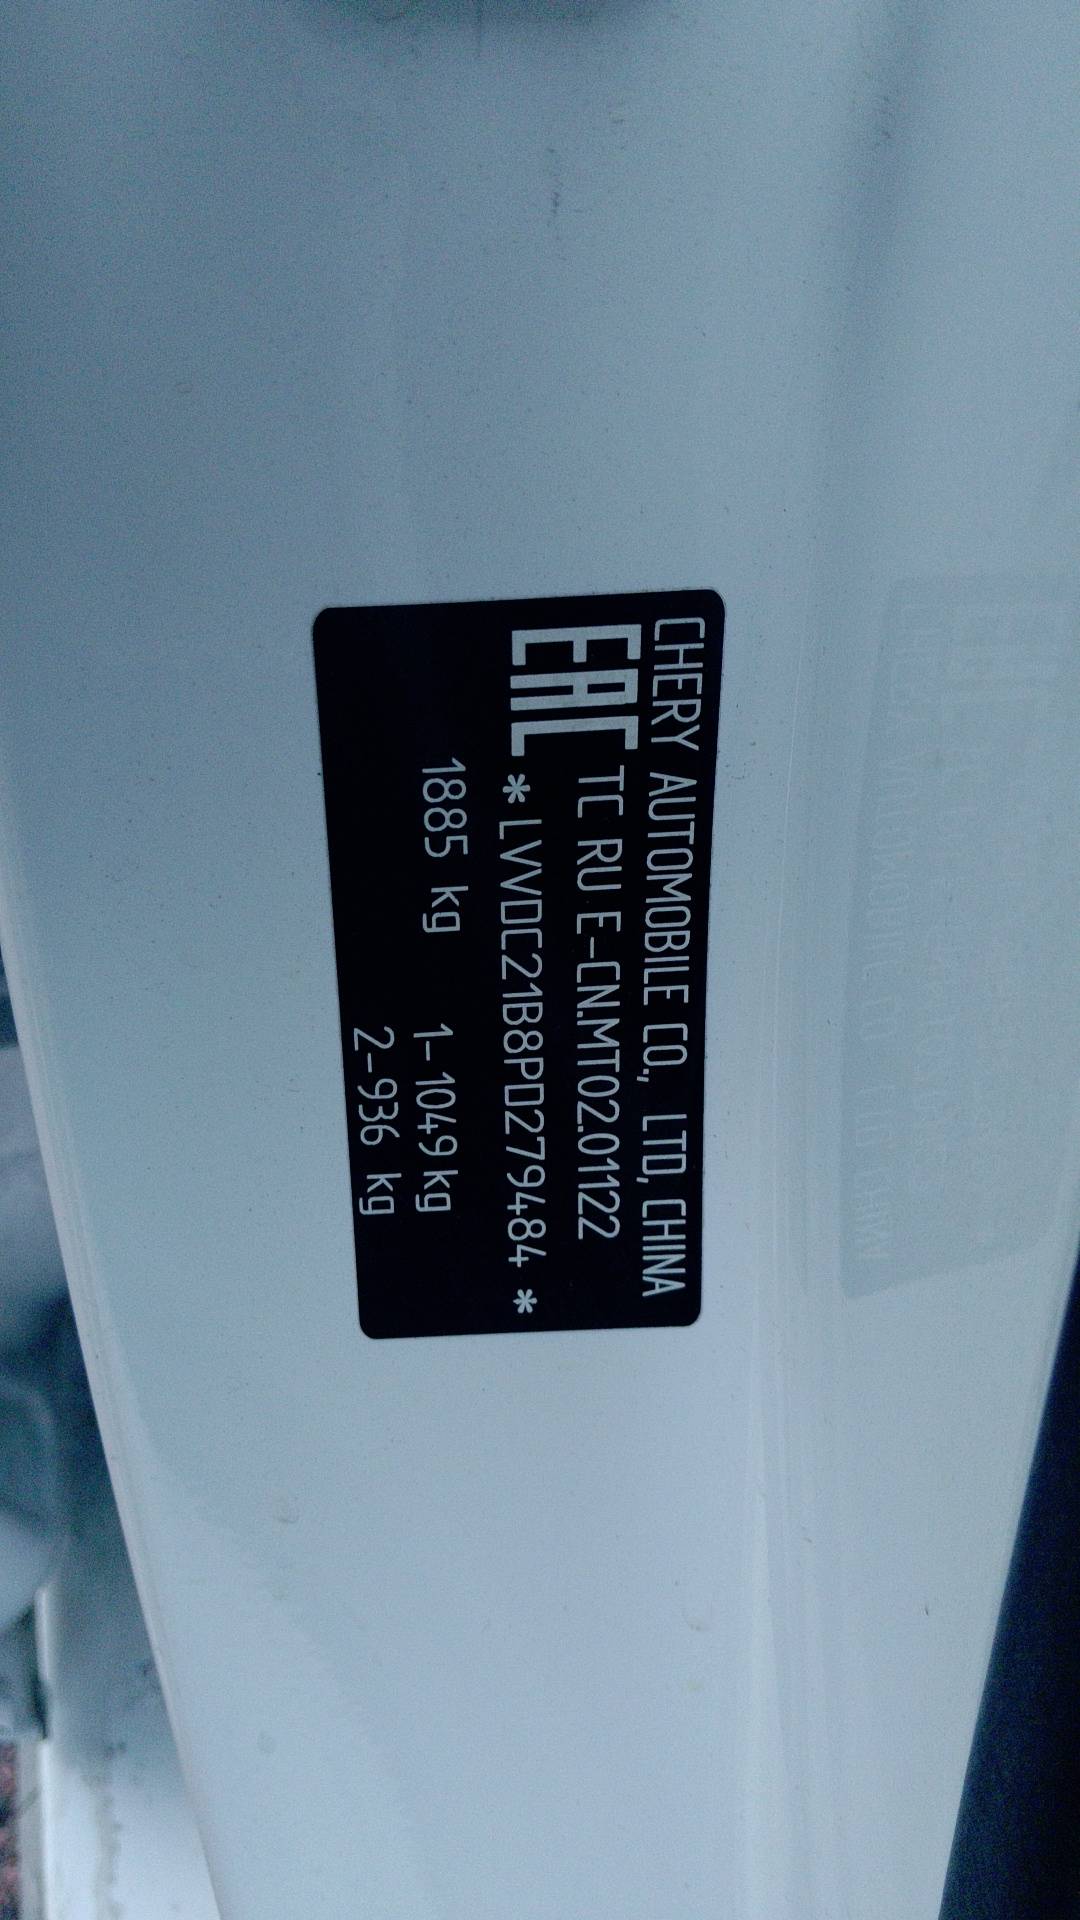 CHERY AUTOMOBILE CO., LTD, CHINA
EAC TC RU E-CN.MT02.01122
*LVVDC21B8PD279484*
1885 kg 1-1049 kg
2-936 kg